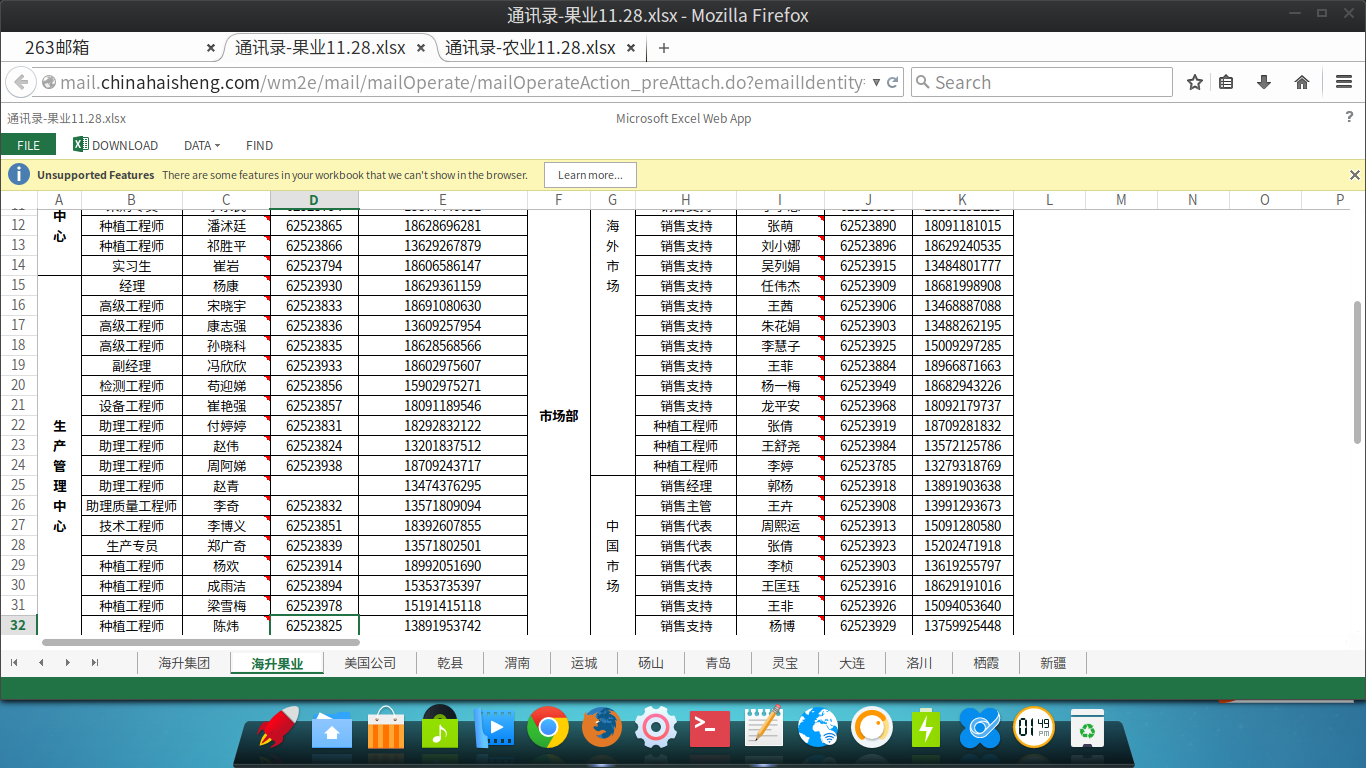 通讯录-果业11.28.xlsx - Mozilla Firefox
263邮箱 通讯录-果业11.28.xlsx 通讯录-农业11.28.xlsx
mail.chinahaisheng.com/wm2e/mail/mailOperate/mailOperateAction_preAttach.do?emailIdentity Search
通讯录-果业11.28.xlsx Microsoft Excel Web App ?
FILE DOWNLOAD DATA FIND
Unsupported Features There are some features in your workbook that we can't show in the browser. Learn more...
A B C D E F G H I J K L M N O P
中
12 种植工程师 潘沭廷 62523865 18628696281 海 销售支持 张萌 62523890 18091181015
心
13 种植工程师 祁胜平 62523866 13629267879 外 销售支持 刘小娜 62523896 18629240535
14 实习生 崔岩 62523794 18606586147 市 销售支持 吴列娟 62523915 13484801777
15 经理 杨康 62523930 18629361159 场 销售支持 任伟杰 62523909 18681998908
16 高级工程师 宋晓宇 62523833 18691080630 销售支持 王茜 62523906 13468887088
17 高级工程师 康志强 62523836 13609257954 销售支持 朱花娟 62523903 13488262195
18 高级工程师 孙晓科 62523835 18628568566 销售支持 李慧子 62523925 15009297285
19 副经理 冯欣欣 62523933 18602975607 销售支持 王菲 62523884 18966871663
20 检测工程师 苟迎娣 62523856 15902975271 销售支持 杨一梅 62523949 18682943226
21 设备工程师 崔艳强 62523857 18091189546 销售支持 龙平安 62523968 18092179737
市场部
22 生 助理工程师 付婷婷 62523831 18292832122 种植工程师 张倩 62523919 18709281832
23 产 助理工程师 赵伟 62523824 13201837512 种植工程师 王舒尧 62523984 13572125786
24 管 助理工程师 周阿娣 62523938 18709243717 种植工程师 李婷 62523785 13279318769
25 理 助理工程师 赵青 13474376295 销售经理 郭杨 62523918 13891903638
26 中 助理质量工程师 李奇 62523832 13571809094 销售主管 王卉 62523908 13991293673
27 心 技术工程师 李博义 62523851 18392607855 中 销售代表 周熙运 62523913 15091280580
28 生产专员 郑广奇 62523839 13571802501 国 销售代表 张倩 62523923 15202471918
29 种植工程师 杨欢 62523914 18992051690 市 销售代表 李桢 62523903 13619255797
30 种植工程师 成雨洁 62523894 15353735397 场 销售支持 王匡珏 62523916 18629191016
31 种植工程师 梁雪梅 62523978 15191415118 销售支持 王非 62523926 15094053640
32 种植工程师 陈炜 62523825 13891953742 销售支持 杨博 62523929 13759925448
海升集团 海升果业 美国公司 乾县 渭南 运城 砀山 青岛 灵宝 大连 洛川 栖霞 新疆
01 49 PM